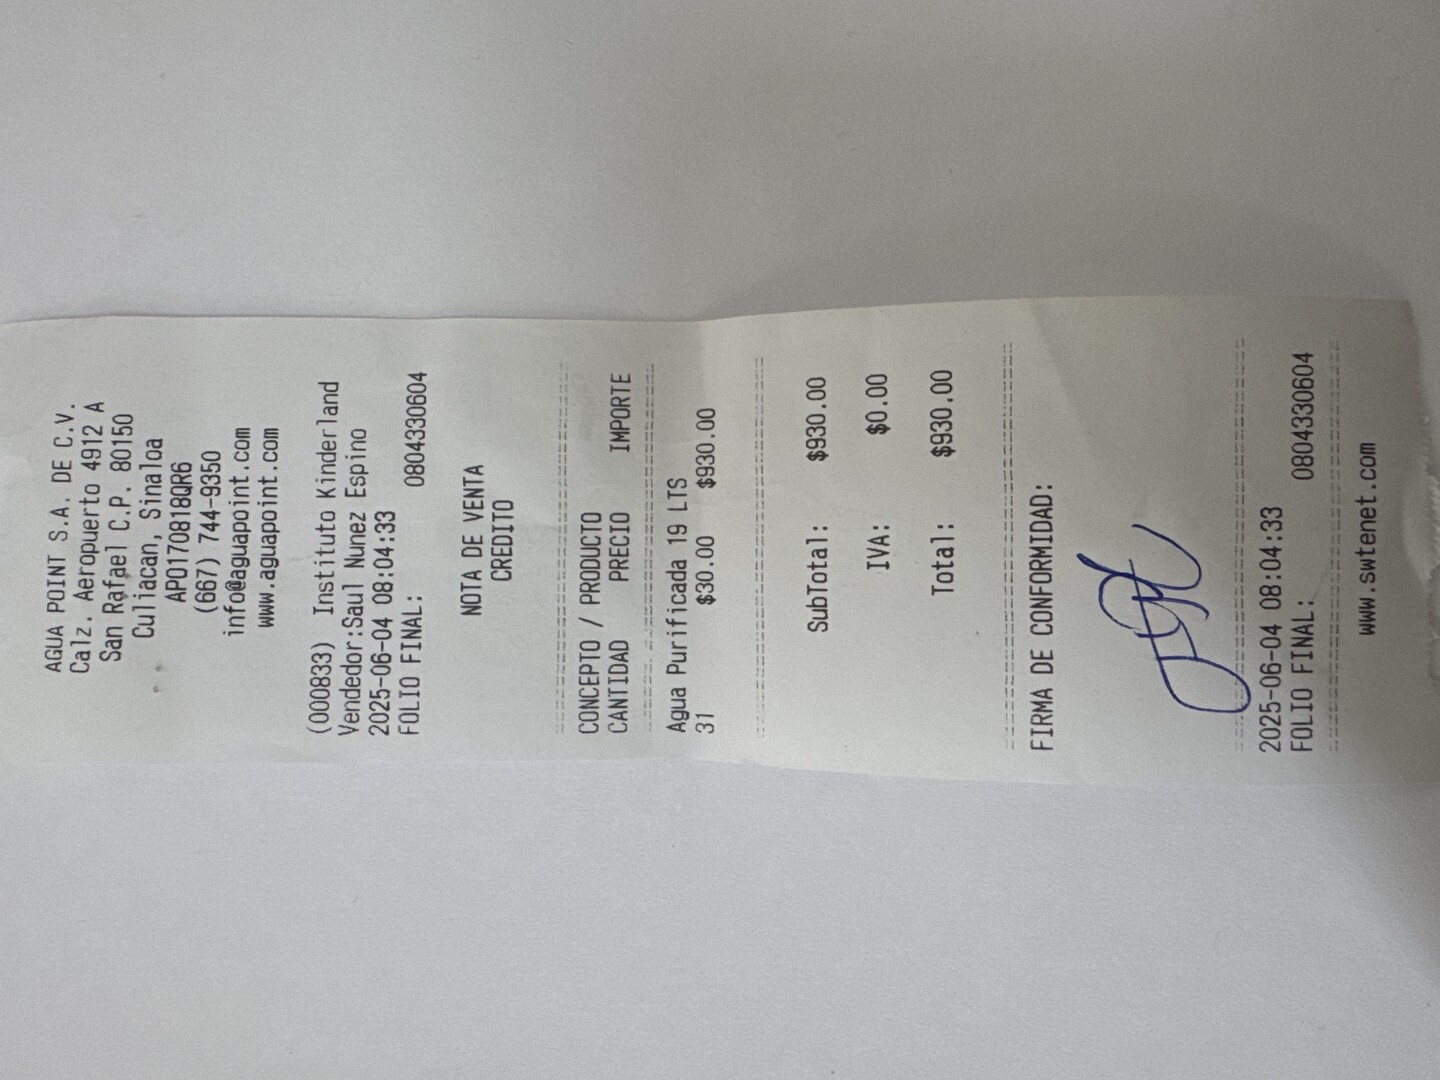 AGUA POINT S.A. DE C.V.
Calz. Aeropuerto 4912 A
San Rafael C.P. 80150
Culiacan, Sinaloa
APO170818QR6
(667) 744-9350
info@aguapoint.com
www.aguapoint.com
(000833) Instituto Kinderland
Vendedor:Saul Nunez Espino
2025-06-04 08:04:33
FOLIO FINAL: 0804330604
NOTA DE VENTA
CREDITO
CONCEPTO / PRODUCTO
CANTIDAD PRECIO IMPORTE
Agua Purificada 19 LTS
31 $30.00 $930.00
SubTotal: $930.00
IVA: $0.00
Total: $930.00
FIRMA DE CONFORMIDAD:
2025-06-04 08:04:33
FOLIO FINAL: 0804330604
www.swtenet.com